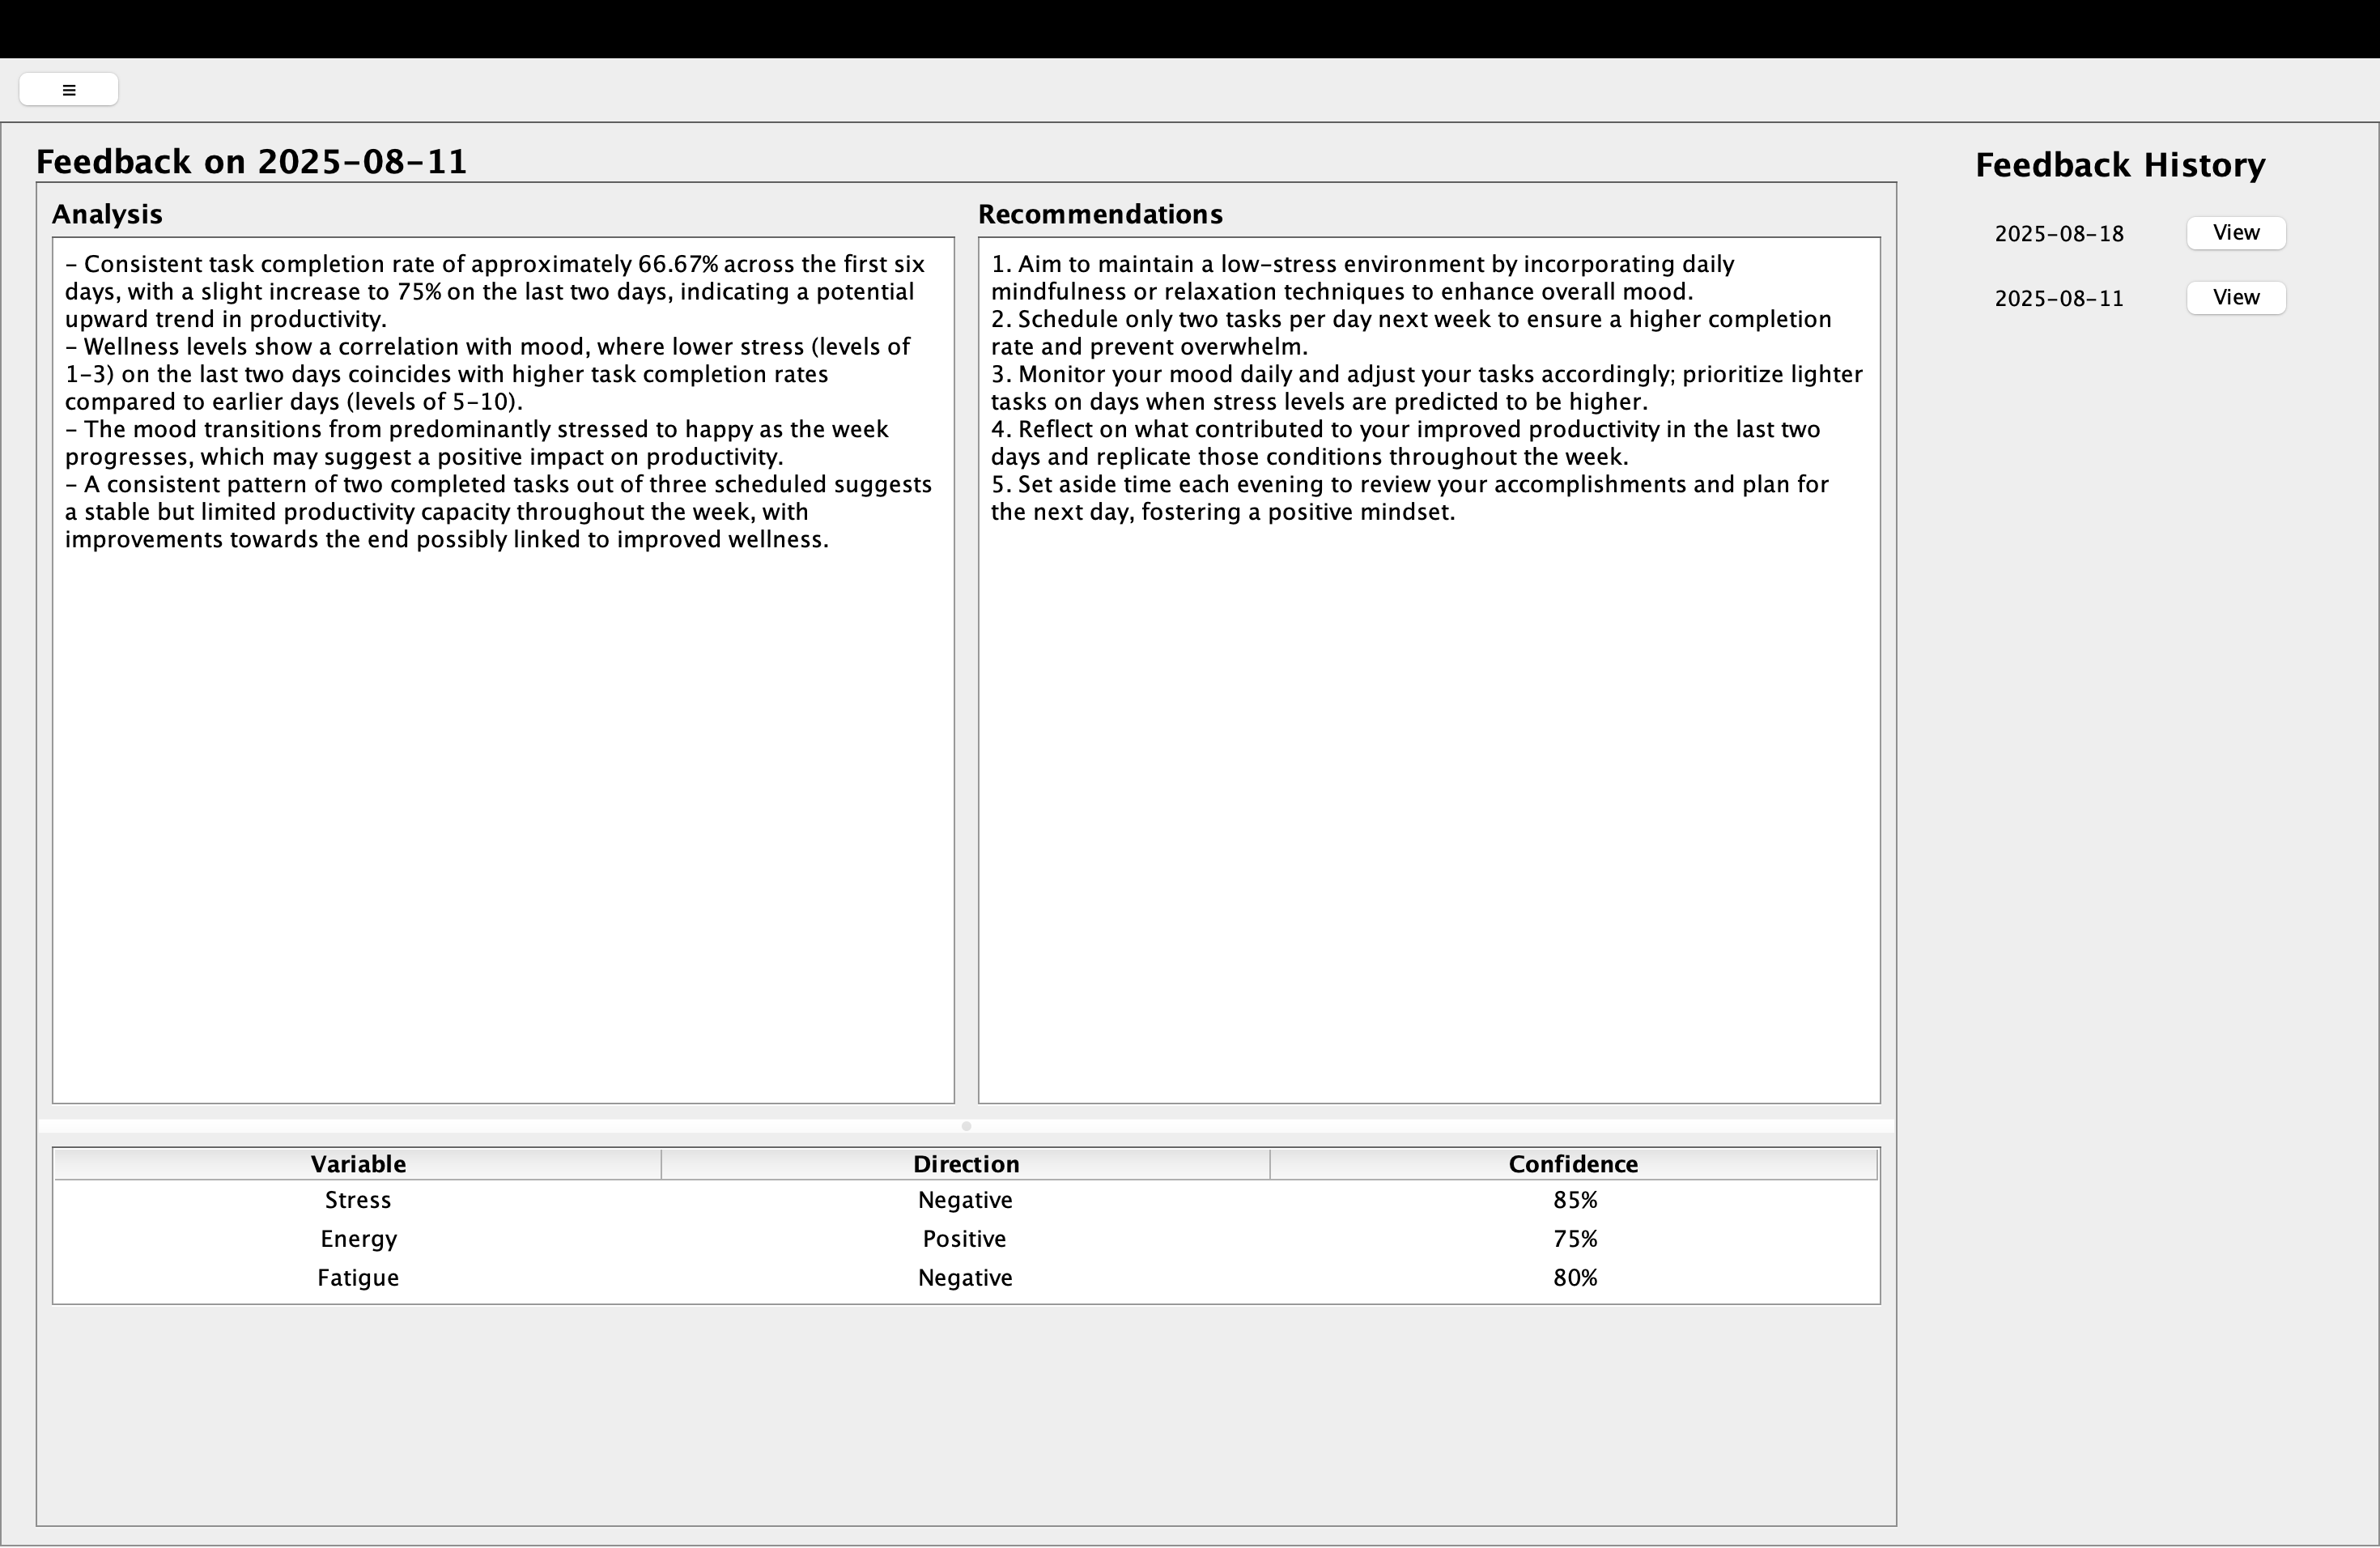 ≡
Feedback on 2025-08-11
Analysis
- Consistent task completion rate of approximately 66.67% across the first six
days, with a slight increase to 75% on the last two days, indicating a potential
upward trend in productivity.
- Wellness levels show a correlation with mood, where lower stress (levels of
1-3) on the last two days coincides with higher task completion rates
compared to earlier days (levels of 5-10).
- The mood transitions from predominantly stressed to happy as the week
progresses, which may suggest a positive impact on productivity.
- A consistent pattern of two completed tasks out of three scheduled suggests
a stable but limited productivity capacity throughout the week, with
improvements towards the end possibly linked to improved wellness.
Recommendations
1. Aim to maintain a low-stress environment by incorporating daily
mindfulness or relaxation techniques to enhance overall mood.
2. Schedule only two tasks per day next week to ensure a higher completion
rate and prevent overwhelm.
3. Monitor your mood daily and adjust your tasks accordingly; prioritize lighter
tasks on days when stress levels are predicted to be higher.
4. Reflect on what contributed to your improved productivity in the last two
days and replicate those conditions throughout the week.
5. Set aside time each evening to review your accomplishments and plan for
the next day, fostering a positive mindset.
Variable Direction Confidence
Stress Negative 85%
Energy Positive 75%
Fatigue Negative 80%
Feedback History
2025-08-18 View
2025-08-11 View